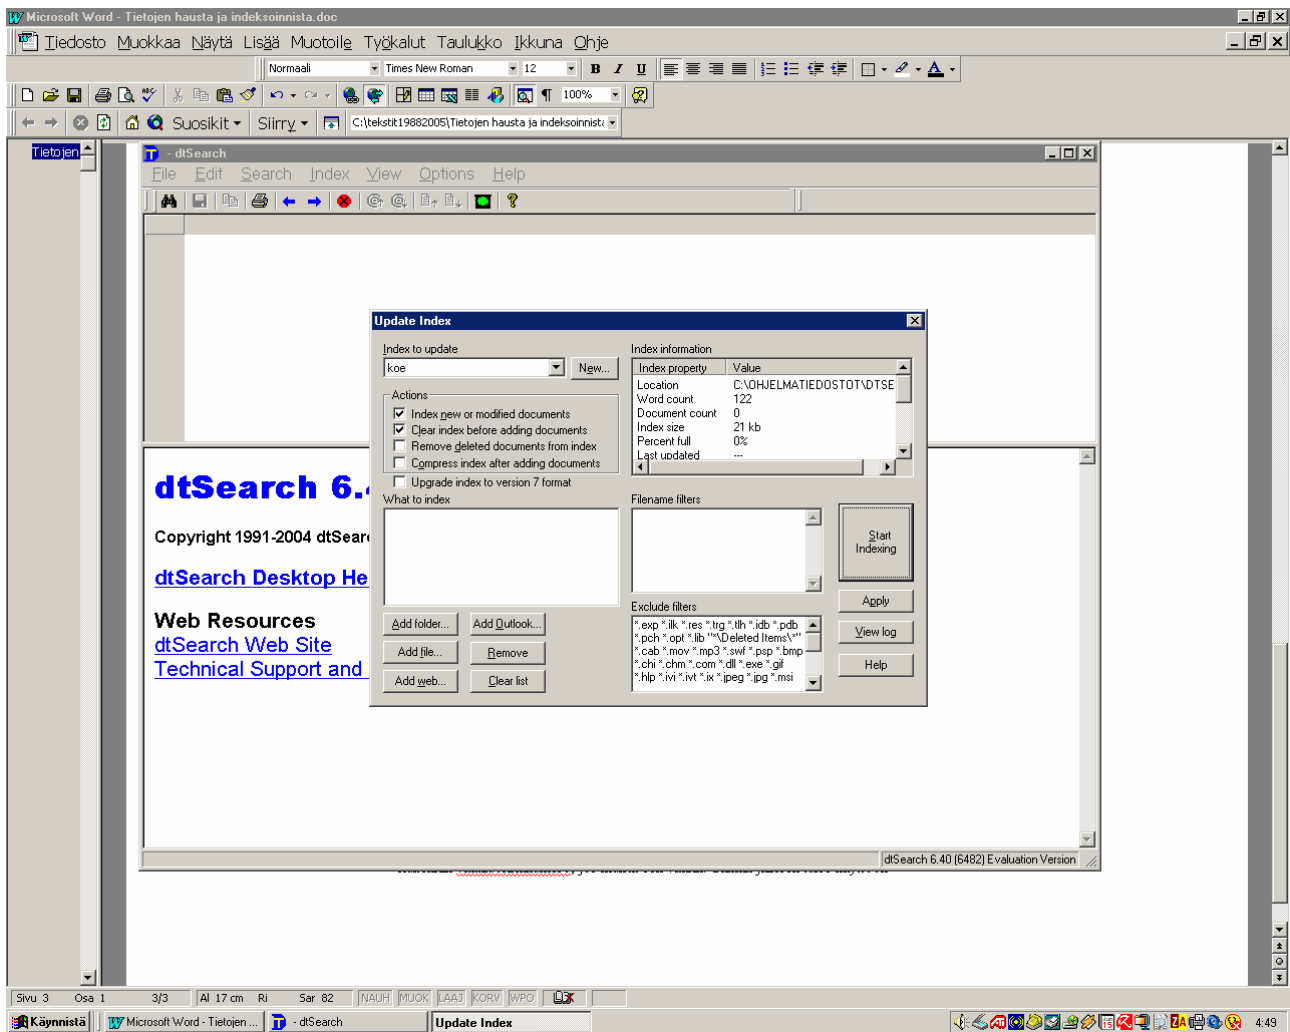 Microsoft Word - Tietojen hausta ja indeksoinnista.doc
Tiedosto Muokkaa Näytä Lisää Muotoile Työkalut Taulukko Ikkuna Ohje
Normaali Times New Roman 12 B I U
100%
Suosikit Siirry C:\tekstit19882005\Tietojen hausta ja indeksoinnist
Tietojen
- dtSearch
File Edit Search Index View Options Help
Update Index
Index to update
koe
New...
Actions
Index new or modified documents
Clear index before adding documents
Remove deleted documents from index
Compress index after adding documents
Upgrade index to version 7 format
Index information
Index property Value
Location C:\OHJELMATIEDOSTOT\DTSE
Word count 122
Document count 0
Index size 21 kb
Percent full 0%
Last updated ---
What to index
Add folder... Add Outlook...
Add file... Remove
Add web... Clear list
Filename filters
Exclude filters
*.exp *.ilk *.res *.trg *.tlh *.idb *.pdb
*.pch *.opt *.lib "*\Deleted Items\*"
*.cab *.mov *.mp3 *.swf *.psp *.bmp
*.chi *.chm *.com *.dll *.exe *.gif
*.hlp *.ivi *.ivt *.ix *.jpeg *.jpg *.msi
Start
Indexing
Apply
View log
Help
dtSearch 6.
Copyright 1991-2004 dtSear
dtSearch Desktop He
Web Resources
dtSearch Web Site
Technical Support and
dtSearch 6.40 (6482) Evaluation Version
Sivu 3 Osa 1 3/3 Al 17 cm Ri Sar 82 NAUH MUOK LAAJ KORV WPO
Käynnistä Microsoft Word - Tietojen ... - dtSearch Update Index 4:49